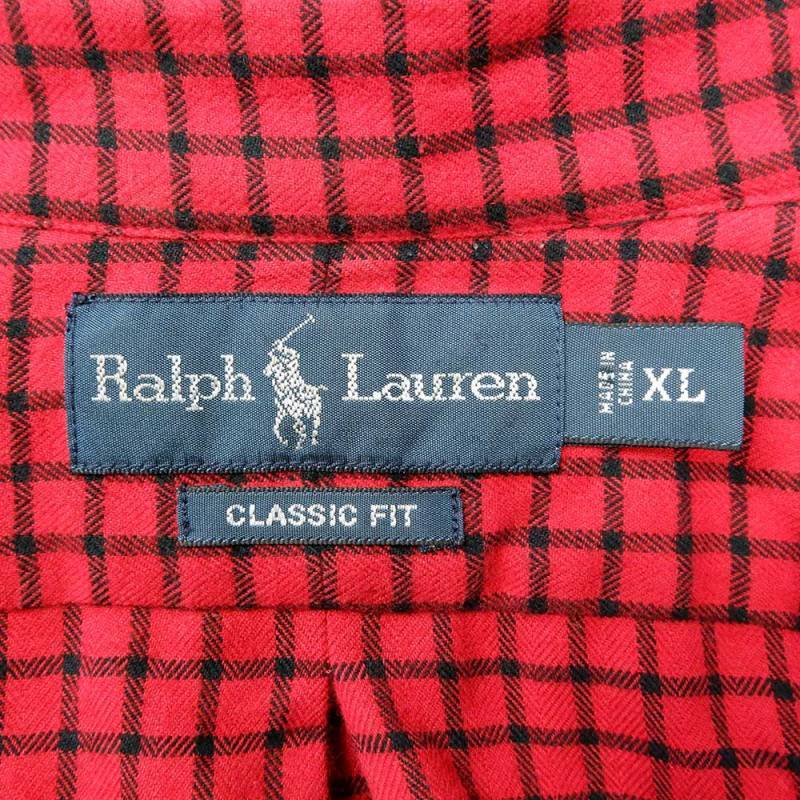 Ralph Lauren
MADE IN
CHINA
XL
CLASSIC FIT